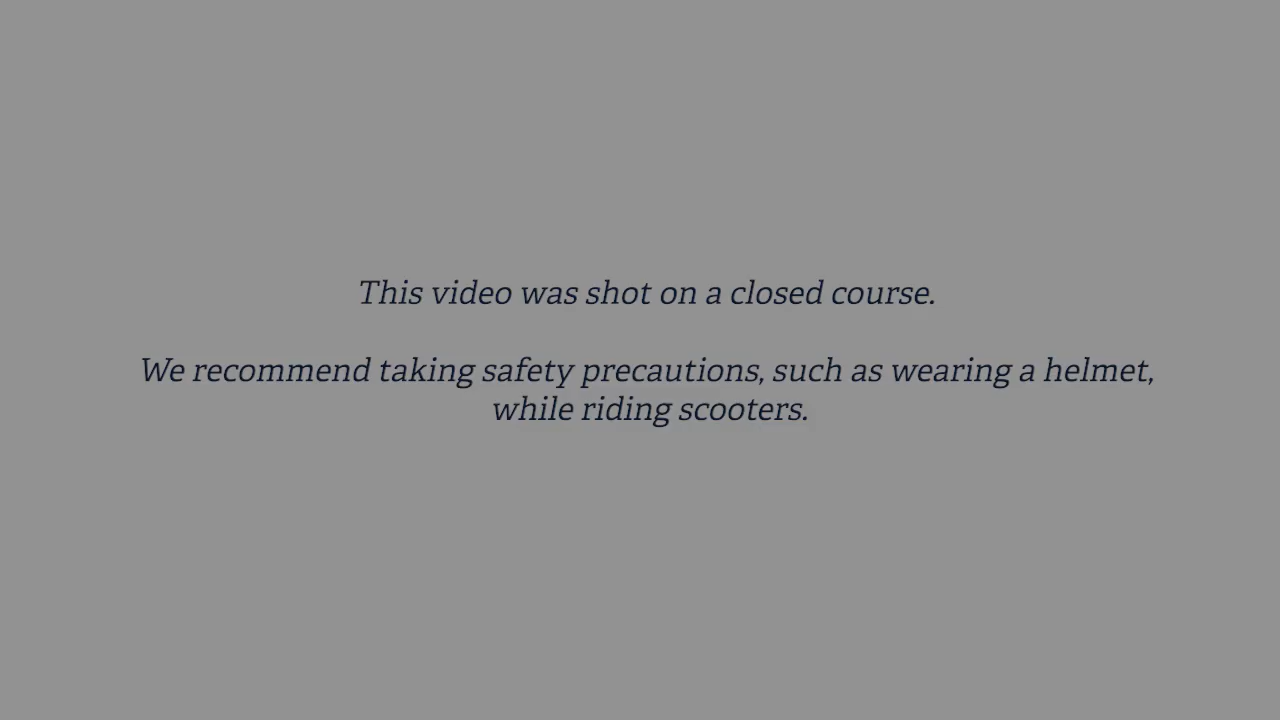 This video was shot on a closed course.
We recommend taking safety precautions, such as wearing a helmet,
while riding scooters.